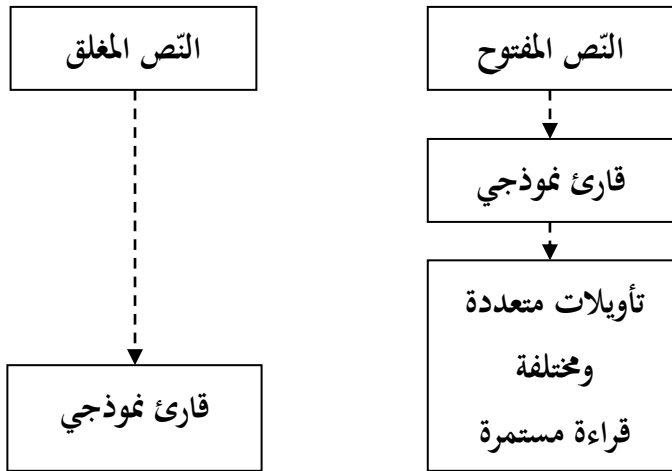 النّص المفتوح
النّص المغلق
قارئ نموذجي
تأويلات متعددة
ومختلفة
قراءة مستمرة
قارئ نموذجي